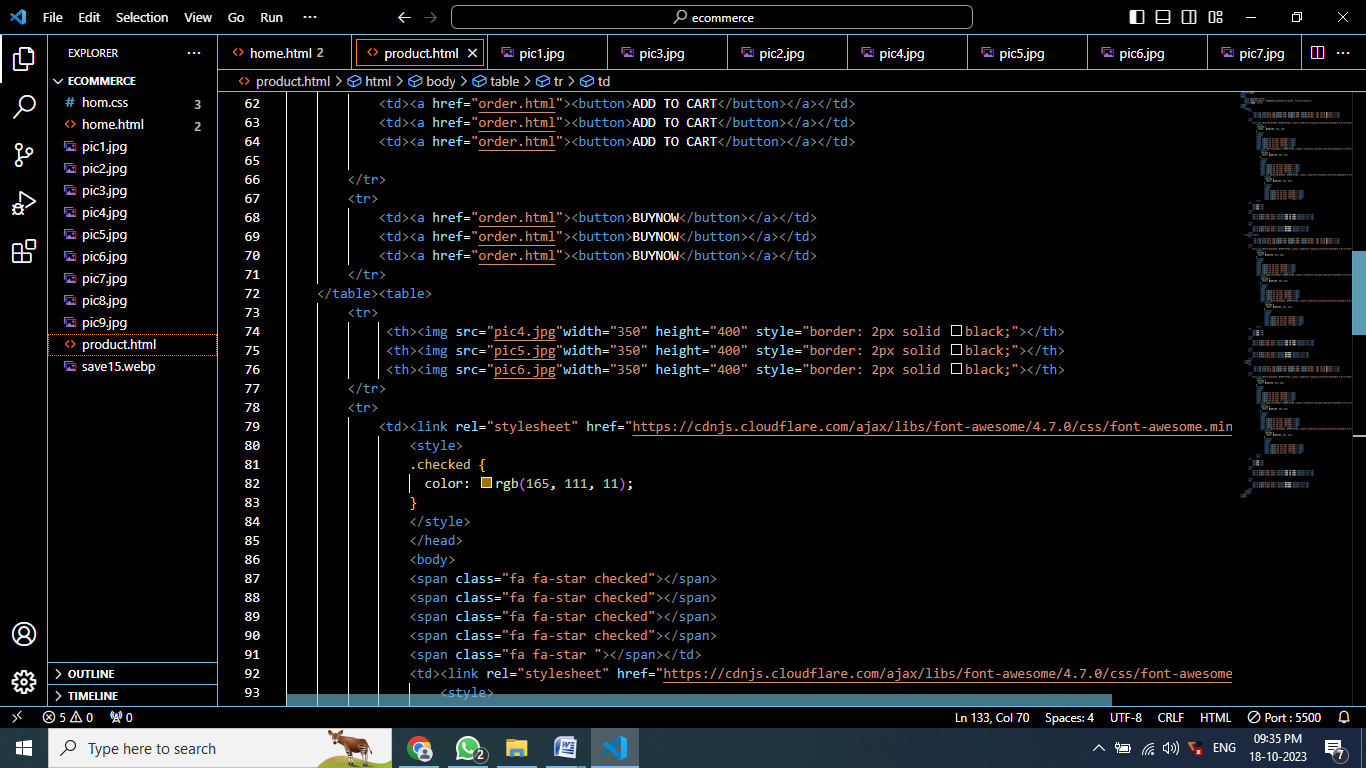 File Edit Selection View Go Run ··· ecommerce
EXPLORER ···
home.html 2 product.html pic1.jpg pic3.jpg pic2.jpg pic4.jpg pic5.jpg pic6.jpg pic7.jpg ···
ECOMMERCE
# hom.css 3
home.html 2
pic1.jpg
pic2.jpg
pic3.jpg
pic4.jpg
pic5.jpg
pic6.jpg
pic7.jpg
pic8.jpg
pic9.jpg
product.html
save15.webp
OUTLINE
TIMELINE
product.html > html > body > table > tr > td
62 <td><a href="order.html"><button>ADD TO CART</button></a></td>
63 <td><a href="order.html"><button>ADD TO CART</button></a></td>
64 <td><a href="order.html"><button>ADD TO CART</button></a></td>
65
66 </tr>
67 <tr>
68 <td><a href="order.html"><button>BUYNOW</button></a></td>
69 <td><a href="order.html"><button>BUYNOW</button></a></td>
70 <td><a href="order.html"><button>BUYNOW</button></a></td>
71 </tr>
72 </table><table>
73 <tr>
74 <th><img src="pic4.jpg"width="350" height="400" style="border: 2px solid black;"></th>
75 <th><img src="pic5.jpg"width="350" height="400" style="border: 2px solid black;"></th>
76 <th><img src="pic6.jpg"width="350" height="400" style="border: 2px solid black;"></th>
77 </tr>
78 <tr>
79 <td><link rel="stylesheet" href="https://cdnjs.cloudflare.com/ajax/libs/font-awesome/4.7.0/css/font-awesome.min
80 <style>
81 .checked {
82 color: rgb(165, 111, 11);
83 }
84 </style>
85 </head>
86 <body>
87 <span class="fa fa-star checked"></span>
88 <span class="fa fa-star checked"></span>
89 <span class="fa fa-star checked"></span>
90 <span class="fa fa-star checked"></span>
91 <span class="fa fa-star "></span></td>
92 <td><link rel="stylesheet" href="https://cdnjs.cloudflare.com/ajax/libs/font-awesome/4.7.0/css/font-awesome
93 <style>
5 0 0 Ln 133, Col 70 Spaces: 4 UTF-8 CRLF HTML Port : 5500
Type here to search 2 ENG 09:35 PM 7
18-10-2023